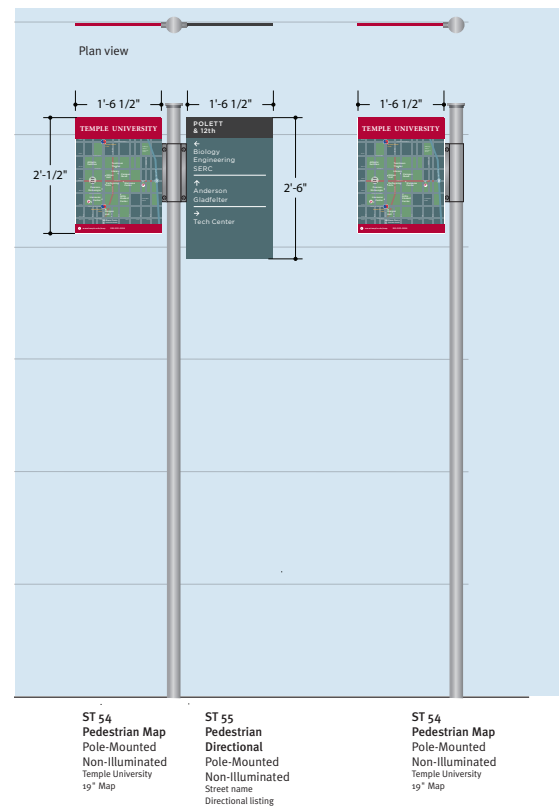 Plan view
1'-6 1/2"
1'-6 1/2"
1'-6 1/2"
TEMPLE UNIVERSITY
POLETT
& 12th
←
Biology
Engineering
SERC
↑
Anderson
Gladfelter
→
Tech Center
TEMPLE UNIVERSITY
2'-1/2"
2'-6"
ST 54
Pedestrian Map
Pole-Mounted
Non-Illuminated
Temple University
19" Map
ST 55
Pedestrian
Directional
Pole-Mounted
Non-Illuminated
Street name
Directional listing
ST 54
Pedestrian Map
Pole-Mounted
Non-Illuminated
Temple University
19" Map